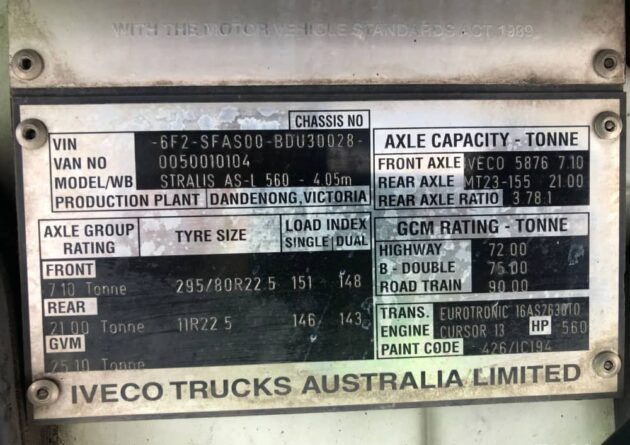 WITH THE MOTOR VEHICLE STANDARDS ACT 1989
CHASSIS NO
VIN -6F2-SFAS00-BDU30028-
VAN NO 0050010104
MODEL/WB STRALIS AS-L 560 - 4.05m
PRODUCTION PLANT DANDENONG, VICTORIA
AXLE CAPACITY - TONNE
FRONT AXLE IVECO 5876 7.10
REAR AXLE MT23-155 21.00
REAR AXLE RATIO 3.78:1
AXLE GROUP RATING TYRE SIZE LOAD INDEX
SINGLE DUAL
FRONT
7.10 Tonne 295/80R22.5 151 148
REAR
21.00 Tonne 11R22.5 146 143
GVM
25.10 Tonne
GCM RATING - TONNE
HIGHWAY 72.00
B - DOUBLE 75.00
ROAD TRAIN 90.00
TRANS. EUROTRONIC 16AS2630TO
ENGINE CURSOR 13 HP 560
PAINT CODE 426/IC194
IVECO TRUCKS AUSTRALIA LIMITED